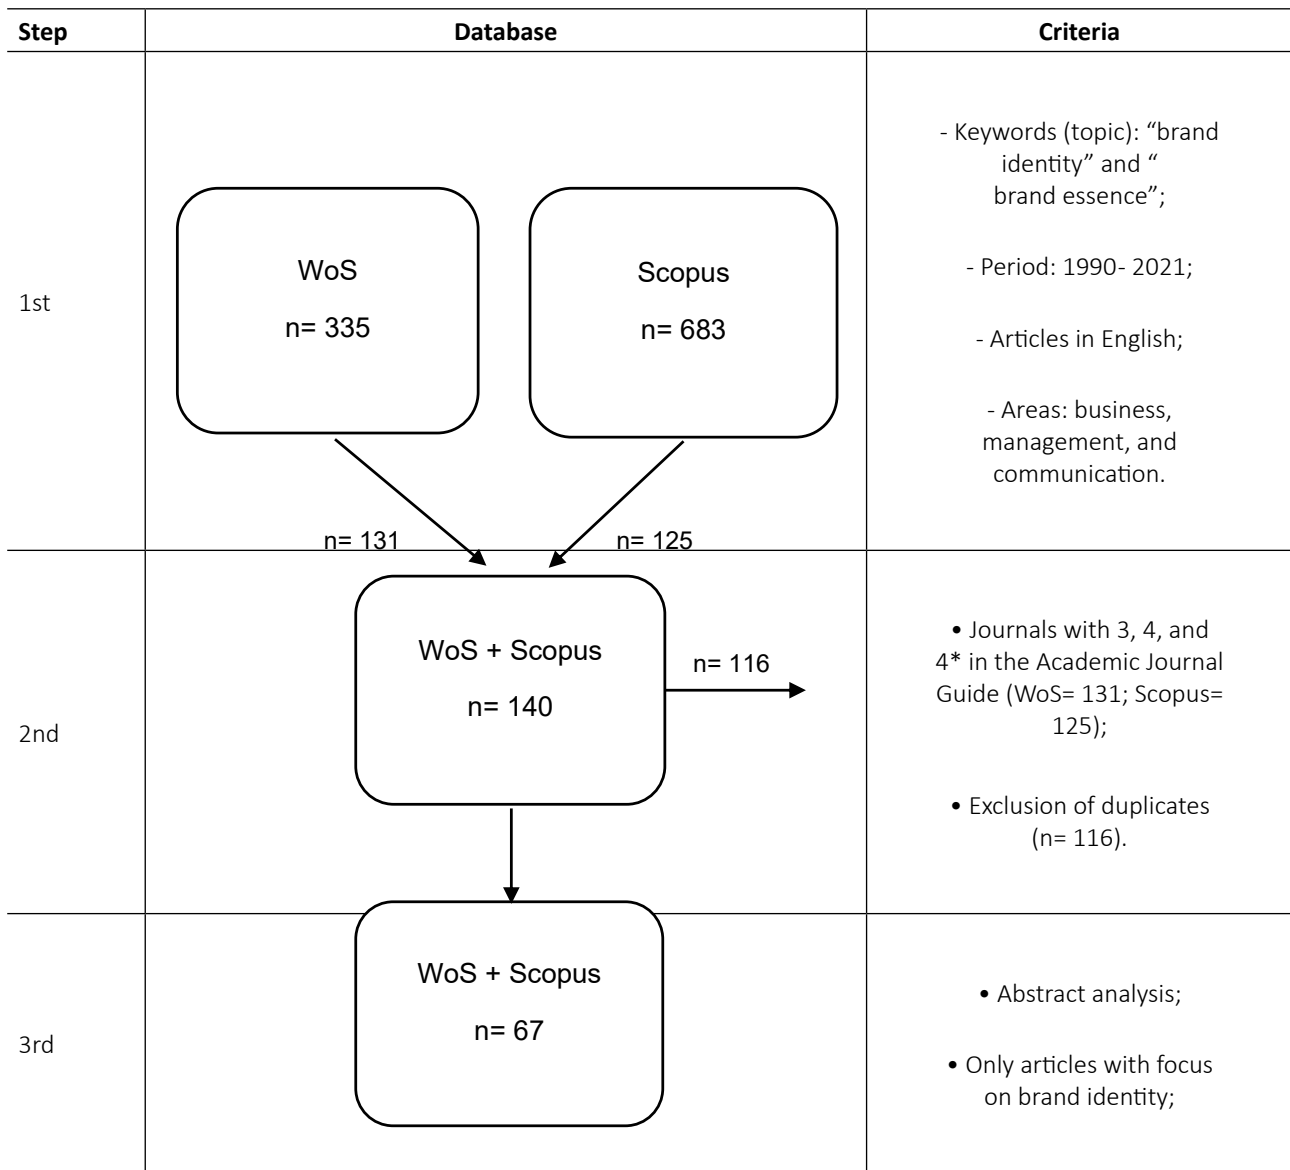 Step Database Criteria
1st
WoS
n= 335
Scopus
n= 683
n= 131
n= 125
- Keywords (topic): “brand
identity” and “
brand essence”;
- Period: 1990- 2021;
- Articles in English;
- Areas: business,
management, and
communication.
2nd
WoS + Scopus
n= 140
n= 116
• Journals with 3, 4, and
4* in the Academic Journal
Guide (WoS= 131; Scopus=
125);
• Exclusion of duplicates
(n= 116).
3rd
WoS + Scopus
n= 67
• Abstract analysis;
• Only articles with focus
on brand identity;